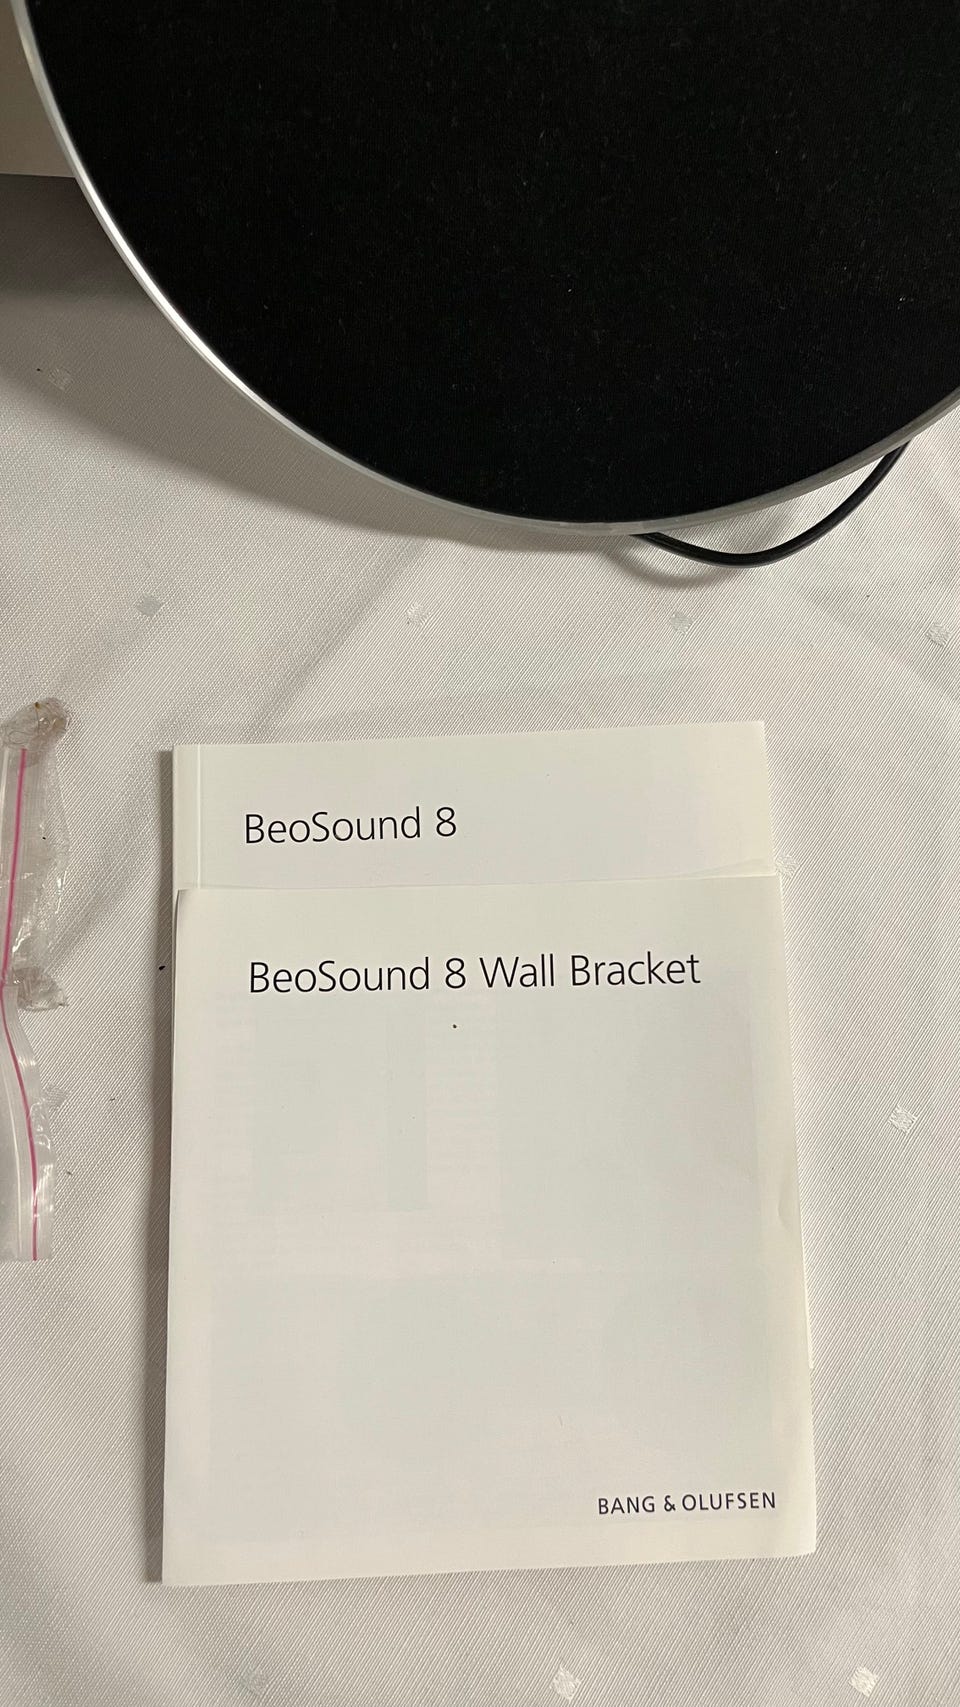 BeoSound 8
BeoSound 8 Wall Bracket
BANG & OLUFSEN